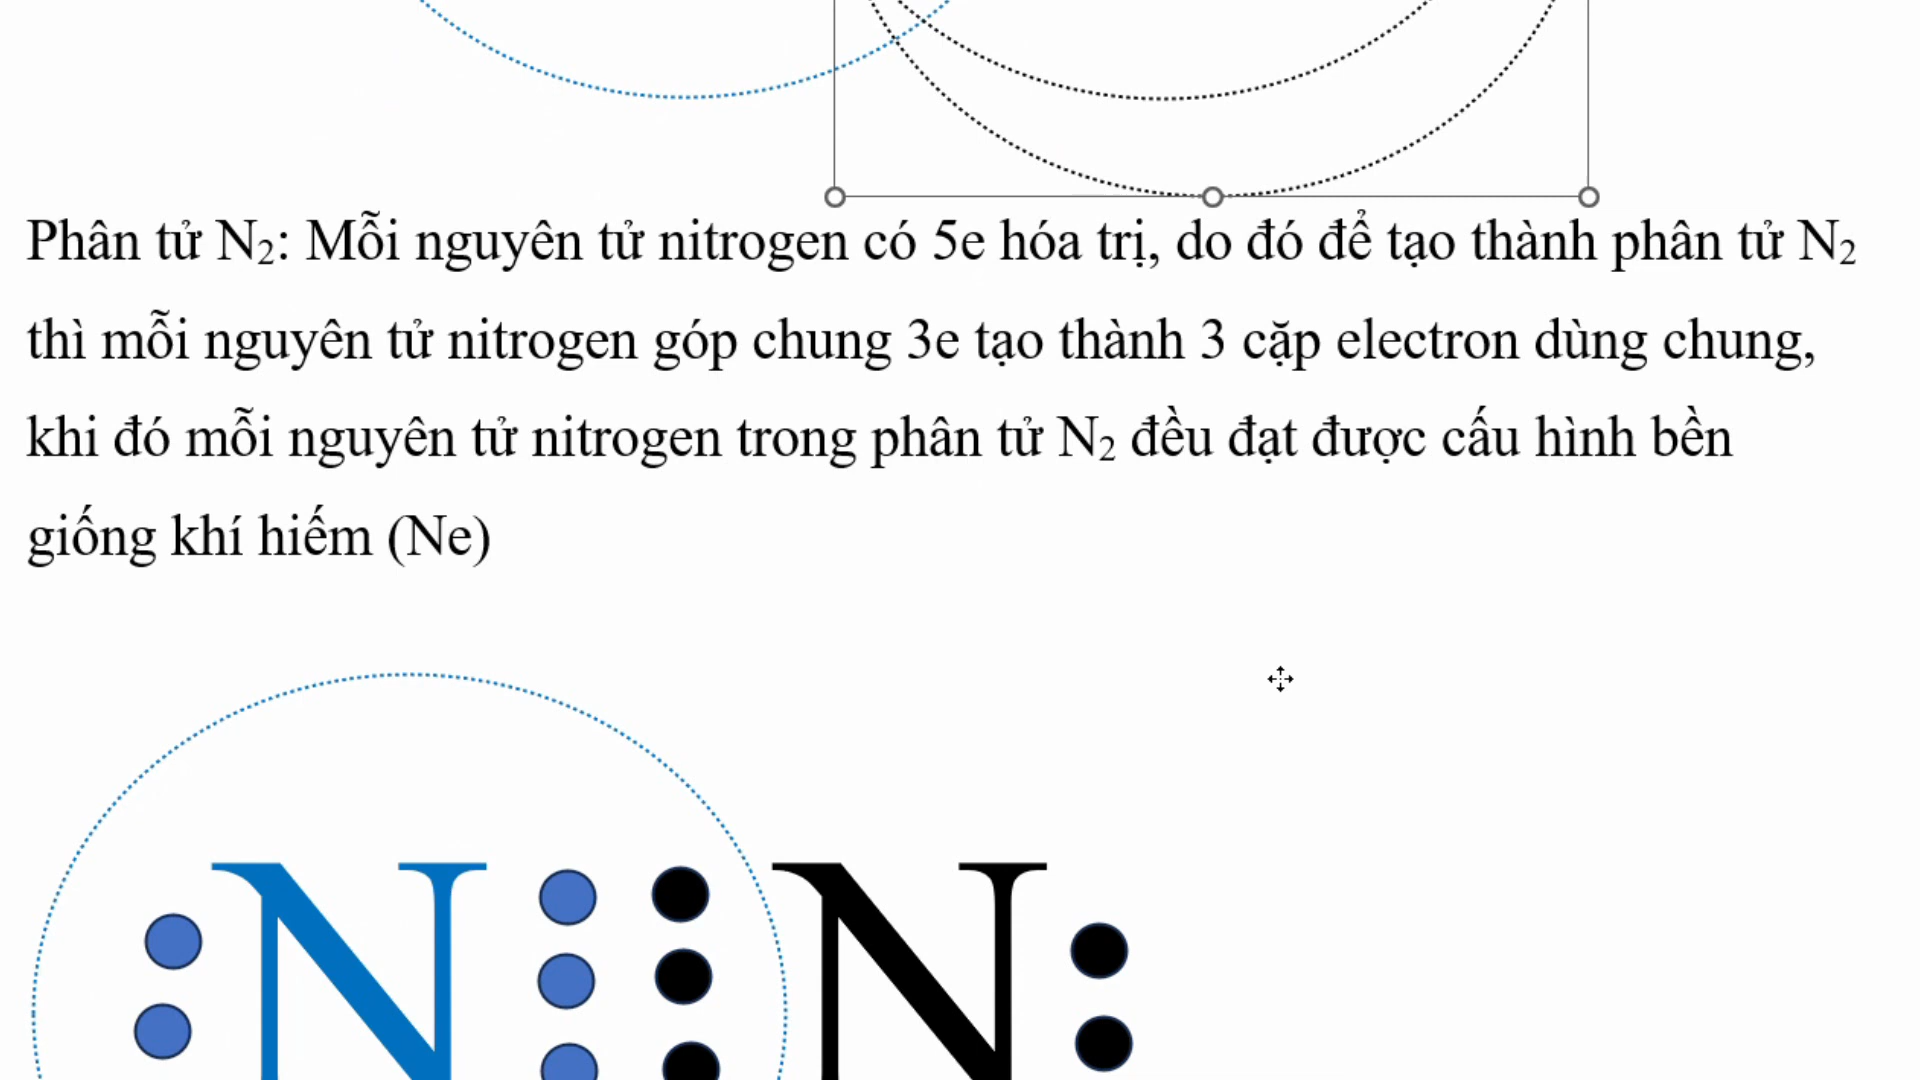 Phân tử N₂: Mỗi nguyên tử nitrogen có 5e hóa trị, do đó để tạo thành phân tử N₂
thì mỗi nguyên tử nitrogen góp chung 3e tạo thành 3 cặp electron dùng chung,
khi đó mỗi nguyên tử nitrogen trong phân tử N₂ đều đạt được cấu hình bền
giống khí hiếm (Ne)
N N